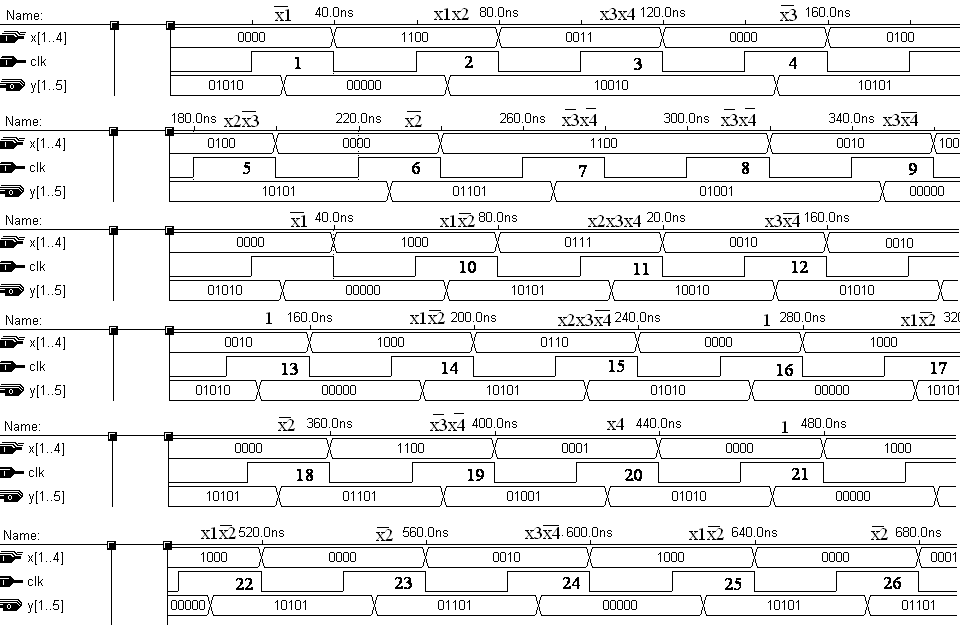 Name: x̅1 40.0ns x1x2 80.0ns x3x4 120.0ns x̅3 160.0ns
x[1..4] 0000 1100 0011 0000 0100
clk 1 2 3 4
y[1..5] 01010 00000 10010 10101
Name: 180.0ns x2x̅3 220.0ns x̅2 260.0ns x̅3x̅4 300.0ns x̅3x̅4 340.0ns x3x̅4
x[1..4] 0100 0000 1100 0010 100
clk 5 6 7 8 9
y[1..5] 10101 01101 01001 00000
Name: x̅1 40.0ns x1x̅2 80.0ns x2x3x4 20.0ns x3x̅4 160.0ns
x[1..4] 0000 1000 0111 0010 0010
clk 10 11 12
y[1..5] 01010 00000 10101 10010 01010
Name: 1 160.0ns x1x̅2 200.0ns x2x3x̅4 240.0ns 1 280.0ns x1x̅2 320
x[1..4] 0010 1000 0110 0000 1000
clk 13 14 15 16 17
y[1..5] 01010 00000 10101 01010 00000 10101
Name: x̅2 360.0ns x̅3x̅4 400.0ns x4 440.0ns 1 480.0ns
x[1..4] 0000 1100 0001 0000 1000
clk 18 19 20 21
y[1..5] 10101 01101 01001 01010 00000
Name: x1x̅2 520.0ns x̅2 560.0ns x3x̅4 600.0ns x1x̅2 640.0ns x̅2 680.0ns
x[1..4] 1000 0000 0010 1000 0000 0001
clk 22 23 24 25 26
y[1..5] 00000 10101 01101 00000 10101 01101